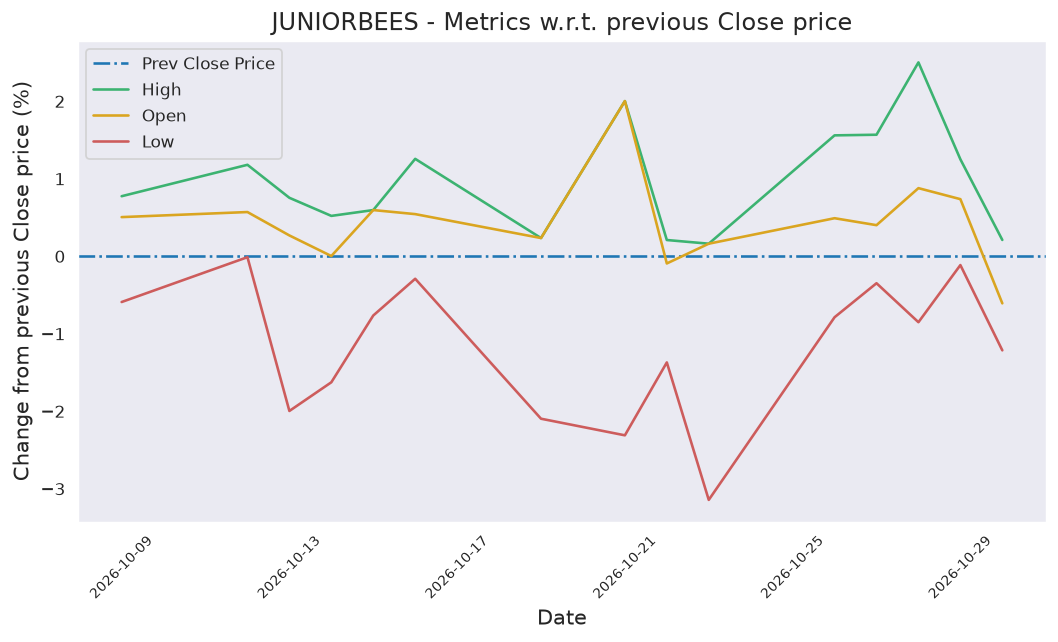 JUNIORBEES - Metrics w.r.t. previous Close price
Prev Close Price
High
Open
Low
Change from previous Close price (%)
2
1
0
−1
−2
−3
2026-10-09
2026-10-13
2026-10-17
2026-10-21
2026-10-25
2026-10-29
Date